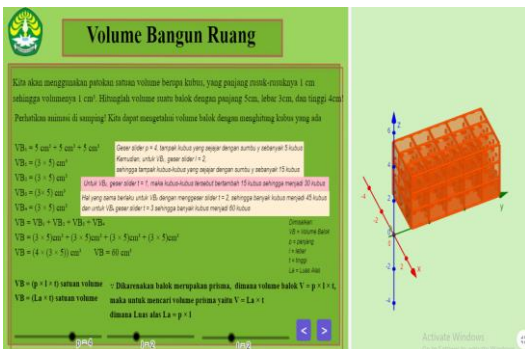 Volume Bangun Ruang
Kita akan menggunakan patokan satuan volume berupa kubus, yang panjang rusuk-rusuknya 1 cm
sehingga volumenya 1 cm³. Hitunglah volume suatu balok dengan panjang 5cm, lebar 3cm, dan tinggi 4cm!
Perhatikan animasi di samping! Kita dapat mengetahui volume balok dengan menghitung kubus yang ada
VB₁ = 5 cm³ + 5 cm³ + 5 cm³
VB₁ = (3 × 5) cm³
VB₂ = (3 × 5) cm³
VB₃ = (3× 5) cm³
VB₄ = (3 × 5) cm³
VB = VB₁ + VB₂ + VB₃ + VB₄
VB = (3 × 5)cm³ + (3 × 5)cm³ + (3 × 5)cm³ + (3 × 5)cm³
VB = (4 × (3 × 5)) cm³ VB = 60 cm³
Geser slider p = 4, tampak kubus yang sejajar dengan sumbu y sebanyak 5 kubus
Kemudian, untuk VB₁ geser slider l = 2,
sehingga tampak kubus-kubus yang sejajar dengan sumbu y sebanyak 15 kubus
Untuk VB₂ geser slider t = 1, maka kubus-kubus tersebut bertambah 15 kubus sehingga menjadi 30 kubus
Hal yang sama berlaku untuk VB₃ dengan menggeser slider t = 2, sehingga banyak kubus menjadi 45 kubus
dan untuk VB₄ geser slider t = 3 sehingga banyak kubus menjadi 60 kubus
Dimisalkan:
VB = Volume Balok
p = panjang
l = lebar
t = tinggi
La = Luas Alas
VB = (p × l × t) satuan volume
VB = (La × t) satuan volume
√ Dikarenakan balok merupakan prisma, dimana volume balok V = p × l × t,
maka untuk mencari volume prisma yaitu V = La × t
dimana Luas alas La = p × l
p=4
< >
z
y
x
Activate Windows